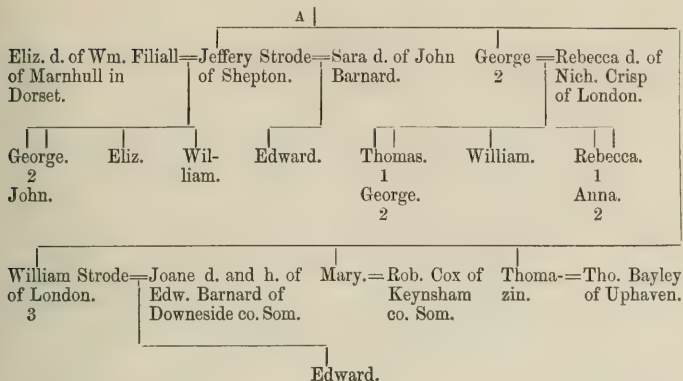 A
Eliz. d. of Wm. Filiall=Jeffery Strode=Sara d. of John George =Rebecca d. of
of Marnhull in of Shepton. Barnard. 2 Nich. Crisp
Dorset. of London.
George. Eliz. Wil- Edward. Thomas. William. Rebecca.
2 liam. 1 1
John. George. Anna.
2 2
William Strode=Joane d. and h. of Mary.=Rob. Cox of Thoma-=Tho. Bayley
of London. Edw. Barnard of Keynsham zin. of Uphaven.
3 Downeside co. Som. co. Som.
Edward.